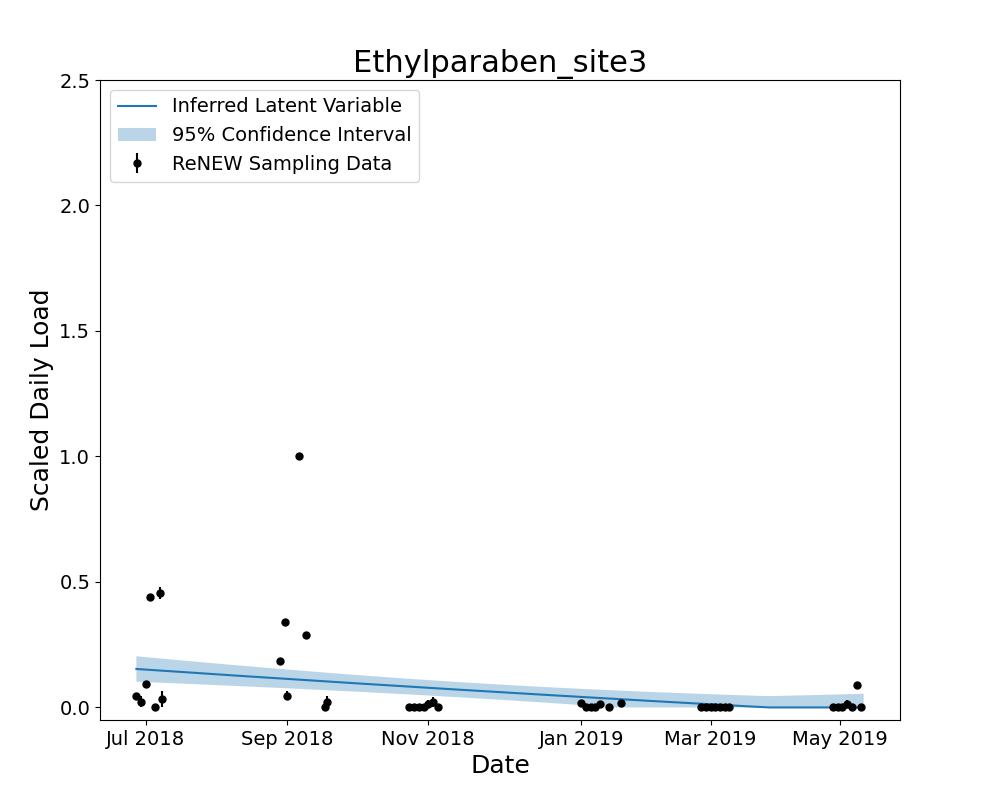 Ethylparaben_site3
Inferred Latent Variable
95% Confidence Interval
ReNEW Sampling Data
2.5
2.0
1.5
1.0
0.5
0.0
Scaled Daily Load
Jul 2018 Sep 2018 Nov 2018 Jan 2019 Mar 2019 May 2019
Date